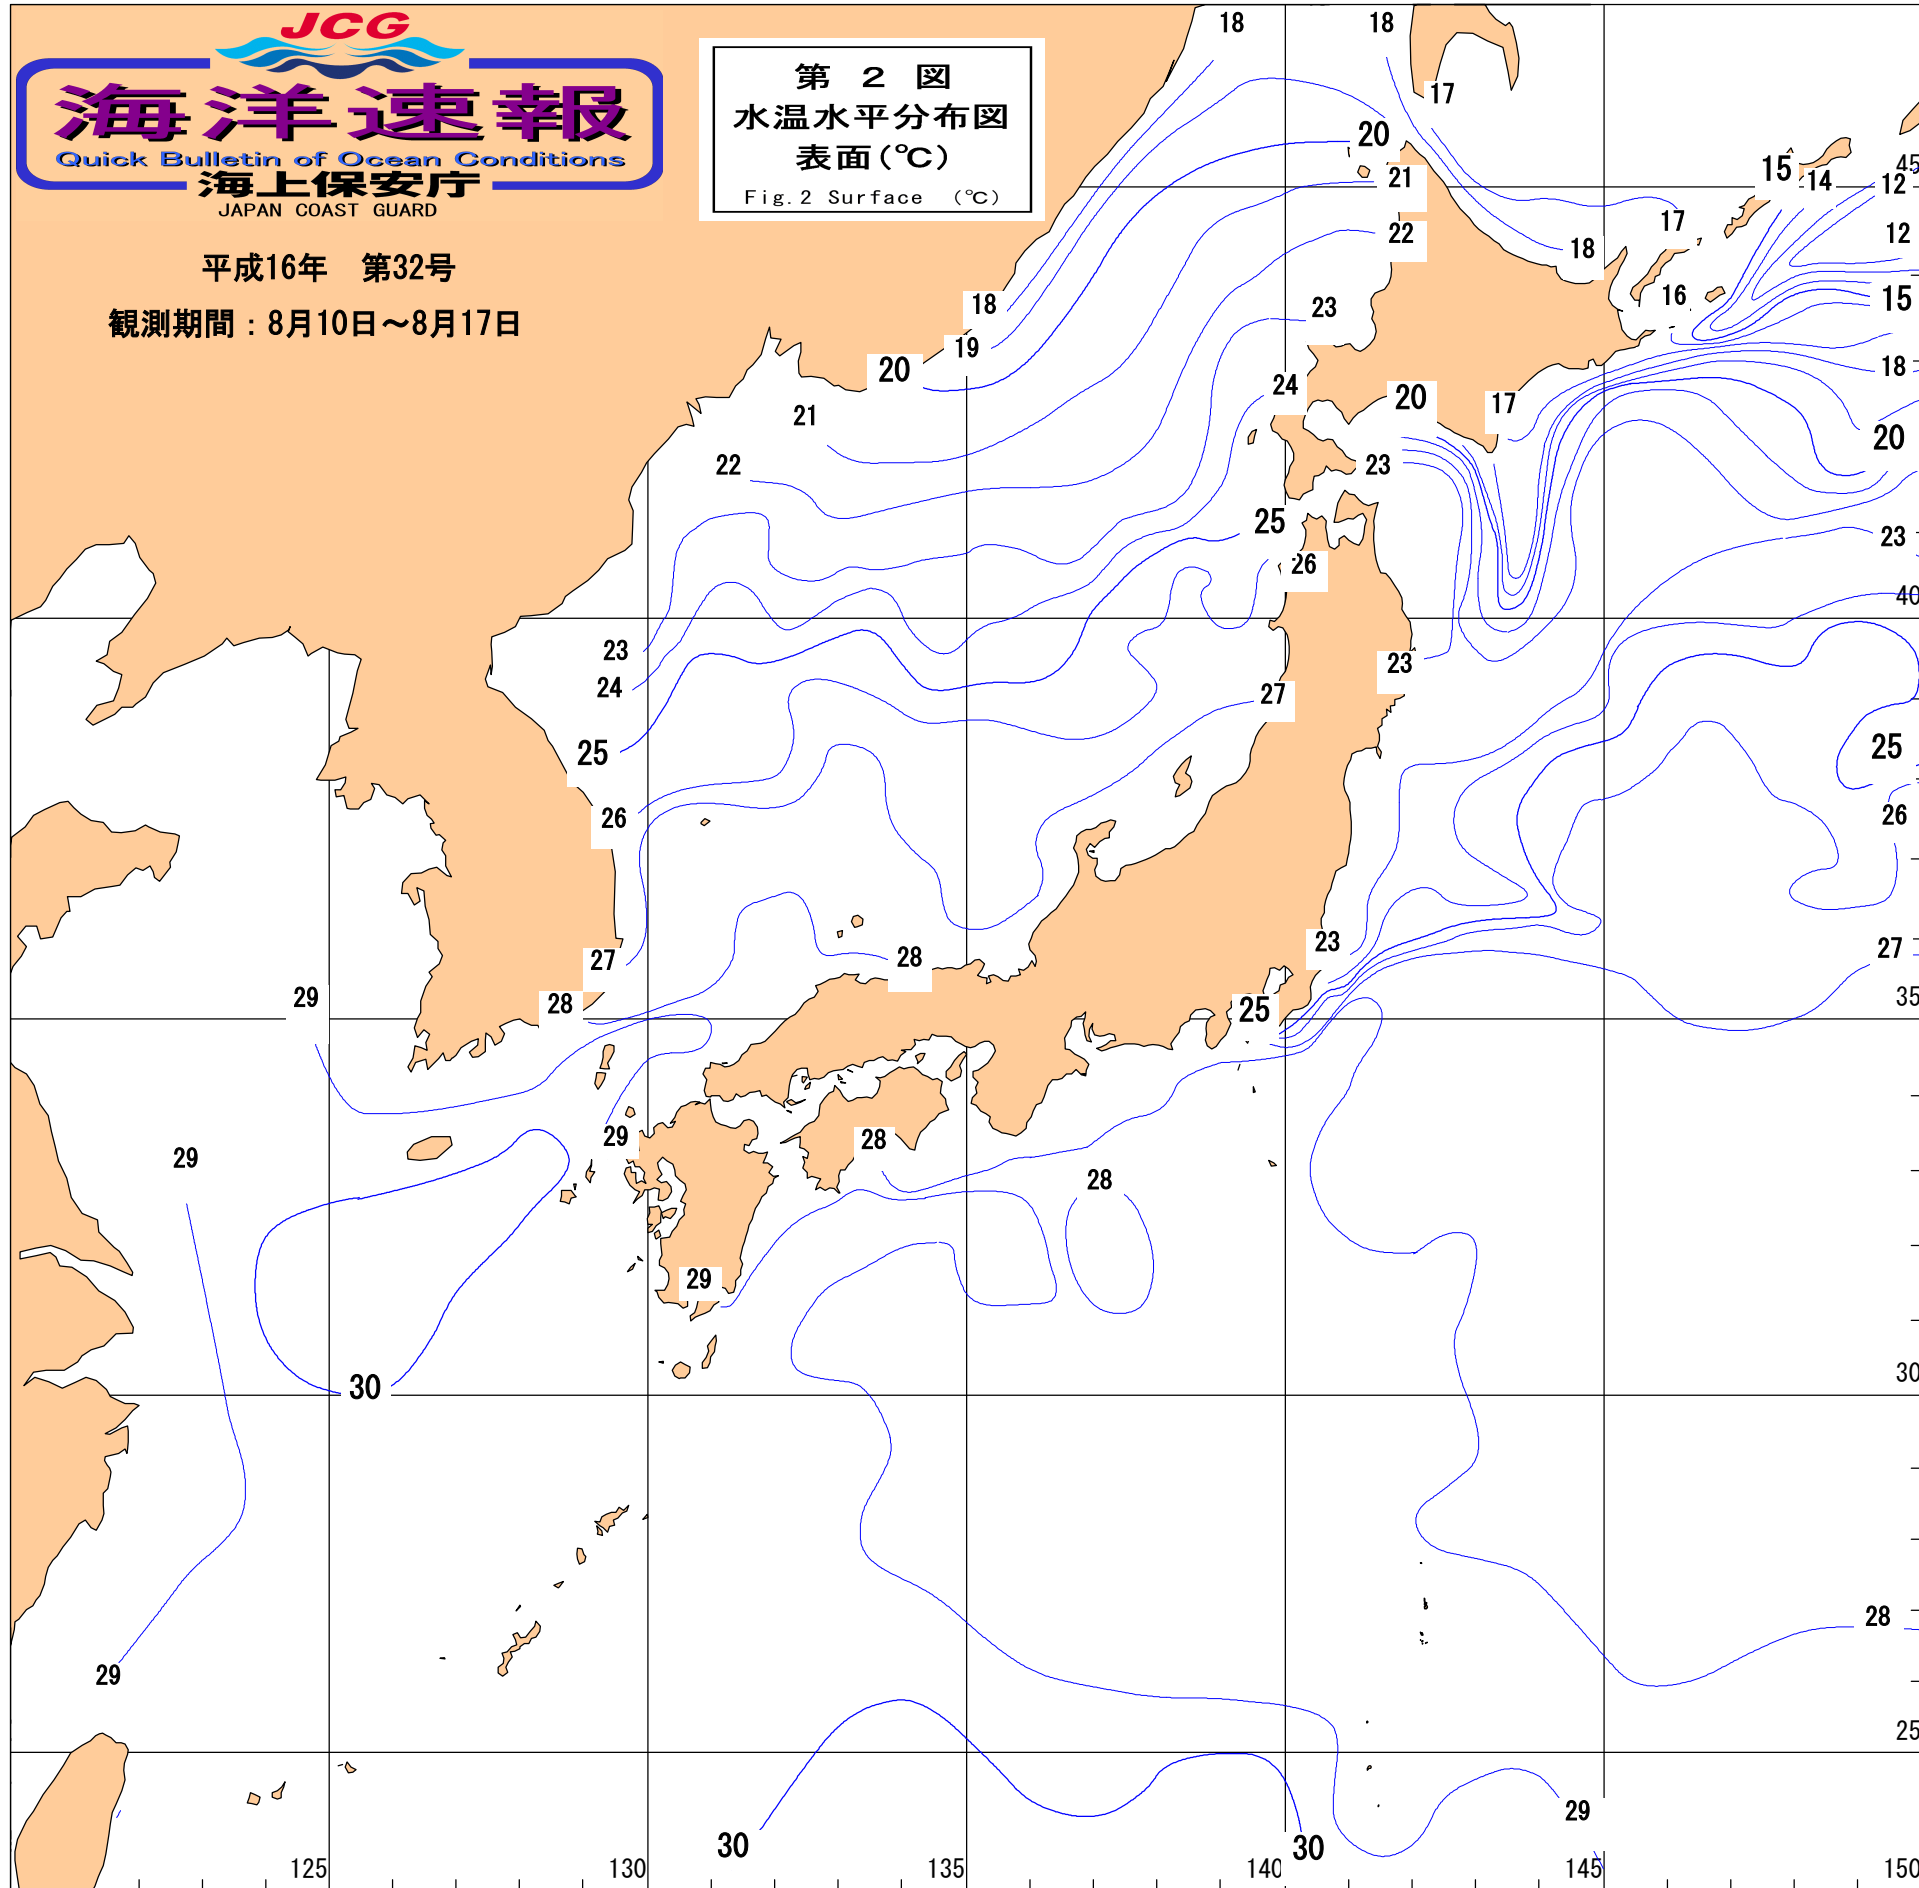 JCG
海洋速報
Quick Bulletin of Ocean Conditions
海上保安庁
JAPAN COAST GUARD
平成16年　第32号
観測期間：8月10日～8月17日
第 2 図
水温水平分布図
表面(℃)
Fig.2 Surface (℃)
18 18
17
20
15 14 45
12
21
17
12
22 18
16
15
18 23
19
20 18
24 20 17
21
20
22 23
25
23
26
40
23 23
24 27
25 25
26 26
23 27
28
27
29 28 25 35
29 28
29
28
29
30 30
28
29
25
29
30 30
125 130 135 140 145 150